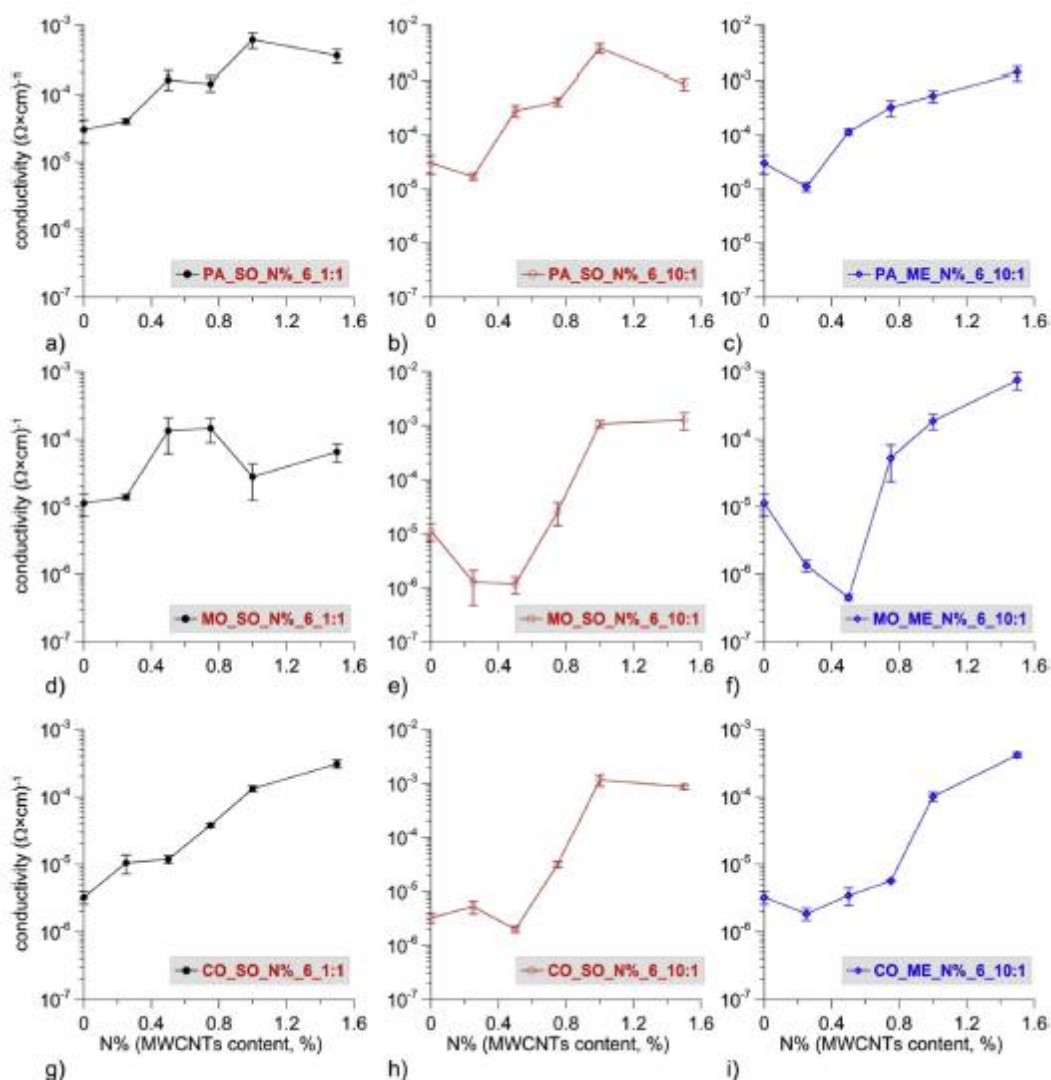 conductivity (Ω×cm)⁻¹
10⁻³
10⁻⁴
10⁻⁵
10⁻⁶
10⁻⁷
PA_SO_N%_6_1:1
0 0.4 0.8 1.2 1.6
a)
10⁻²
10⁻³
10⁻⁴
10⁻⁵
10⁻⁶
10⁻⁷
PA_SO_N%_6_10:1
0 0.4 0.8 1.2 1.6
b)
10⁻²
10⁻³
10⁻⁴
10⁻⁵
10⁻⁶
10⁻⁷
PA_ME_N%_6_10:1
0 0.4 0.8 1.2 1.6
c)
conductivity (Ω×cm)⁻¹
10⁻³
10⁻⁴
10⁻⁵
10⁻⁶
10⁻⁷
MO_SO_N%_6_1:1
0 0.4 0.8 1.2 1.6
d)
10⁻²
10⁻³
10⁻⁴
10⁻⁵
10⁻⁶
10⁻⁷
MO_SO_N%_6_10:1
0 0.4 0.8 1.2 1.6
e)
10⁻³
10⁻⁴
10⁻⁵
10⁻⁶
10⁻⁷
MO_ME_N%_6_10:1
0 0.4 0.8 1.2 1.6
f)
conductivity (Ω×cm)⁻¹
10⁻³
10⁻⁴
10⁻⁵
10⁻⁶
10⁻⁷
CO_SO_N%_6_1:1
0 0.4 0.8 1.2 1.6
N% (MWCNTs content, %)
g)
10⁻²
10⁻³
10⁻⁴
10⁻⁵
10⁻⁶
10⁻⁷
CO_SO_N%_6_10:1
0 0.4 0.8 1.2 1.6
N% (MWCNTs content, %)
h)
10⁻³
10⁻⁴
10⁻⁵
10⁻⁶
10⁻⁷
CO_ME_N%_6_10:1
0 0.4 0.8 1.2 1.6
N% (MWCNTs content, %)
i)